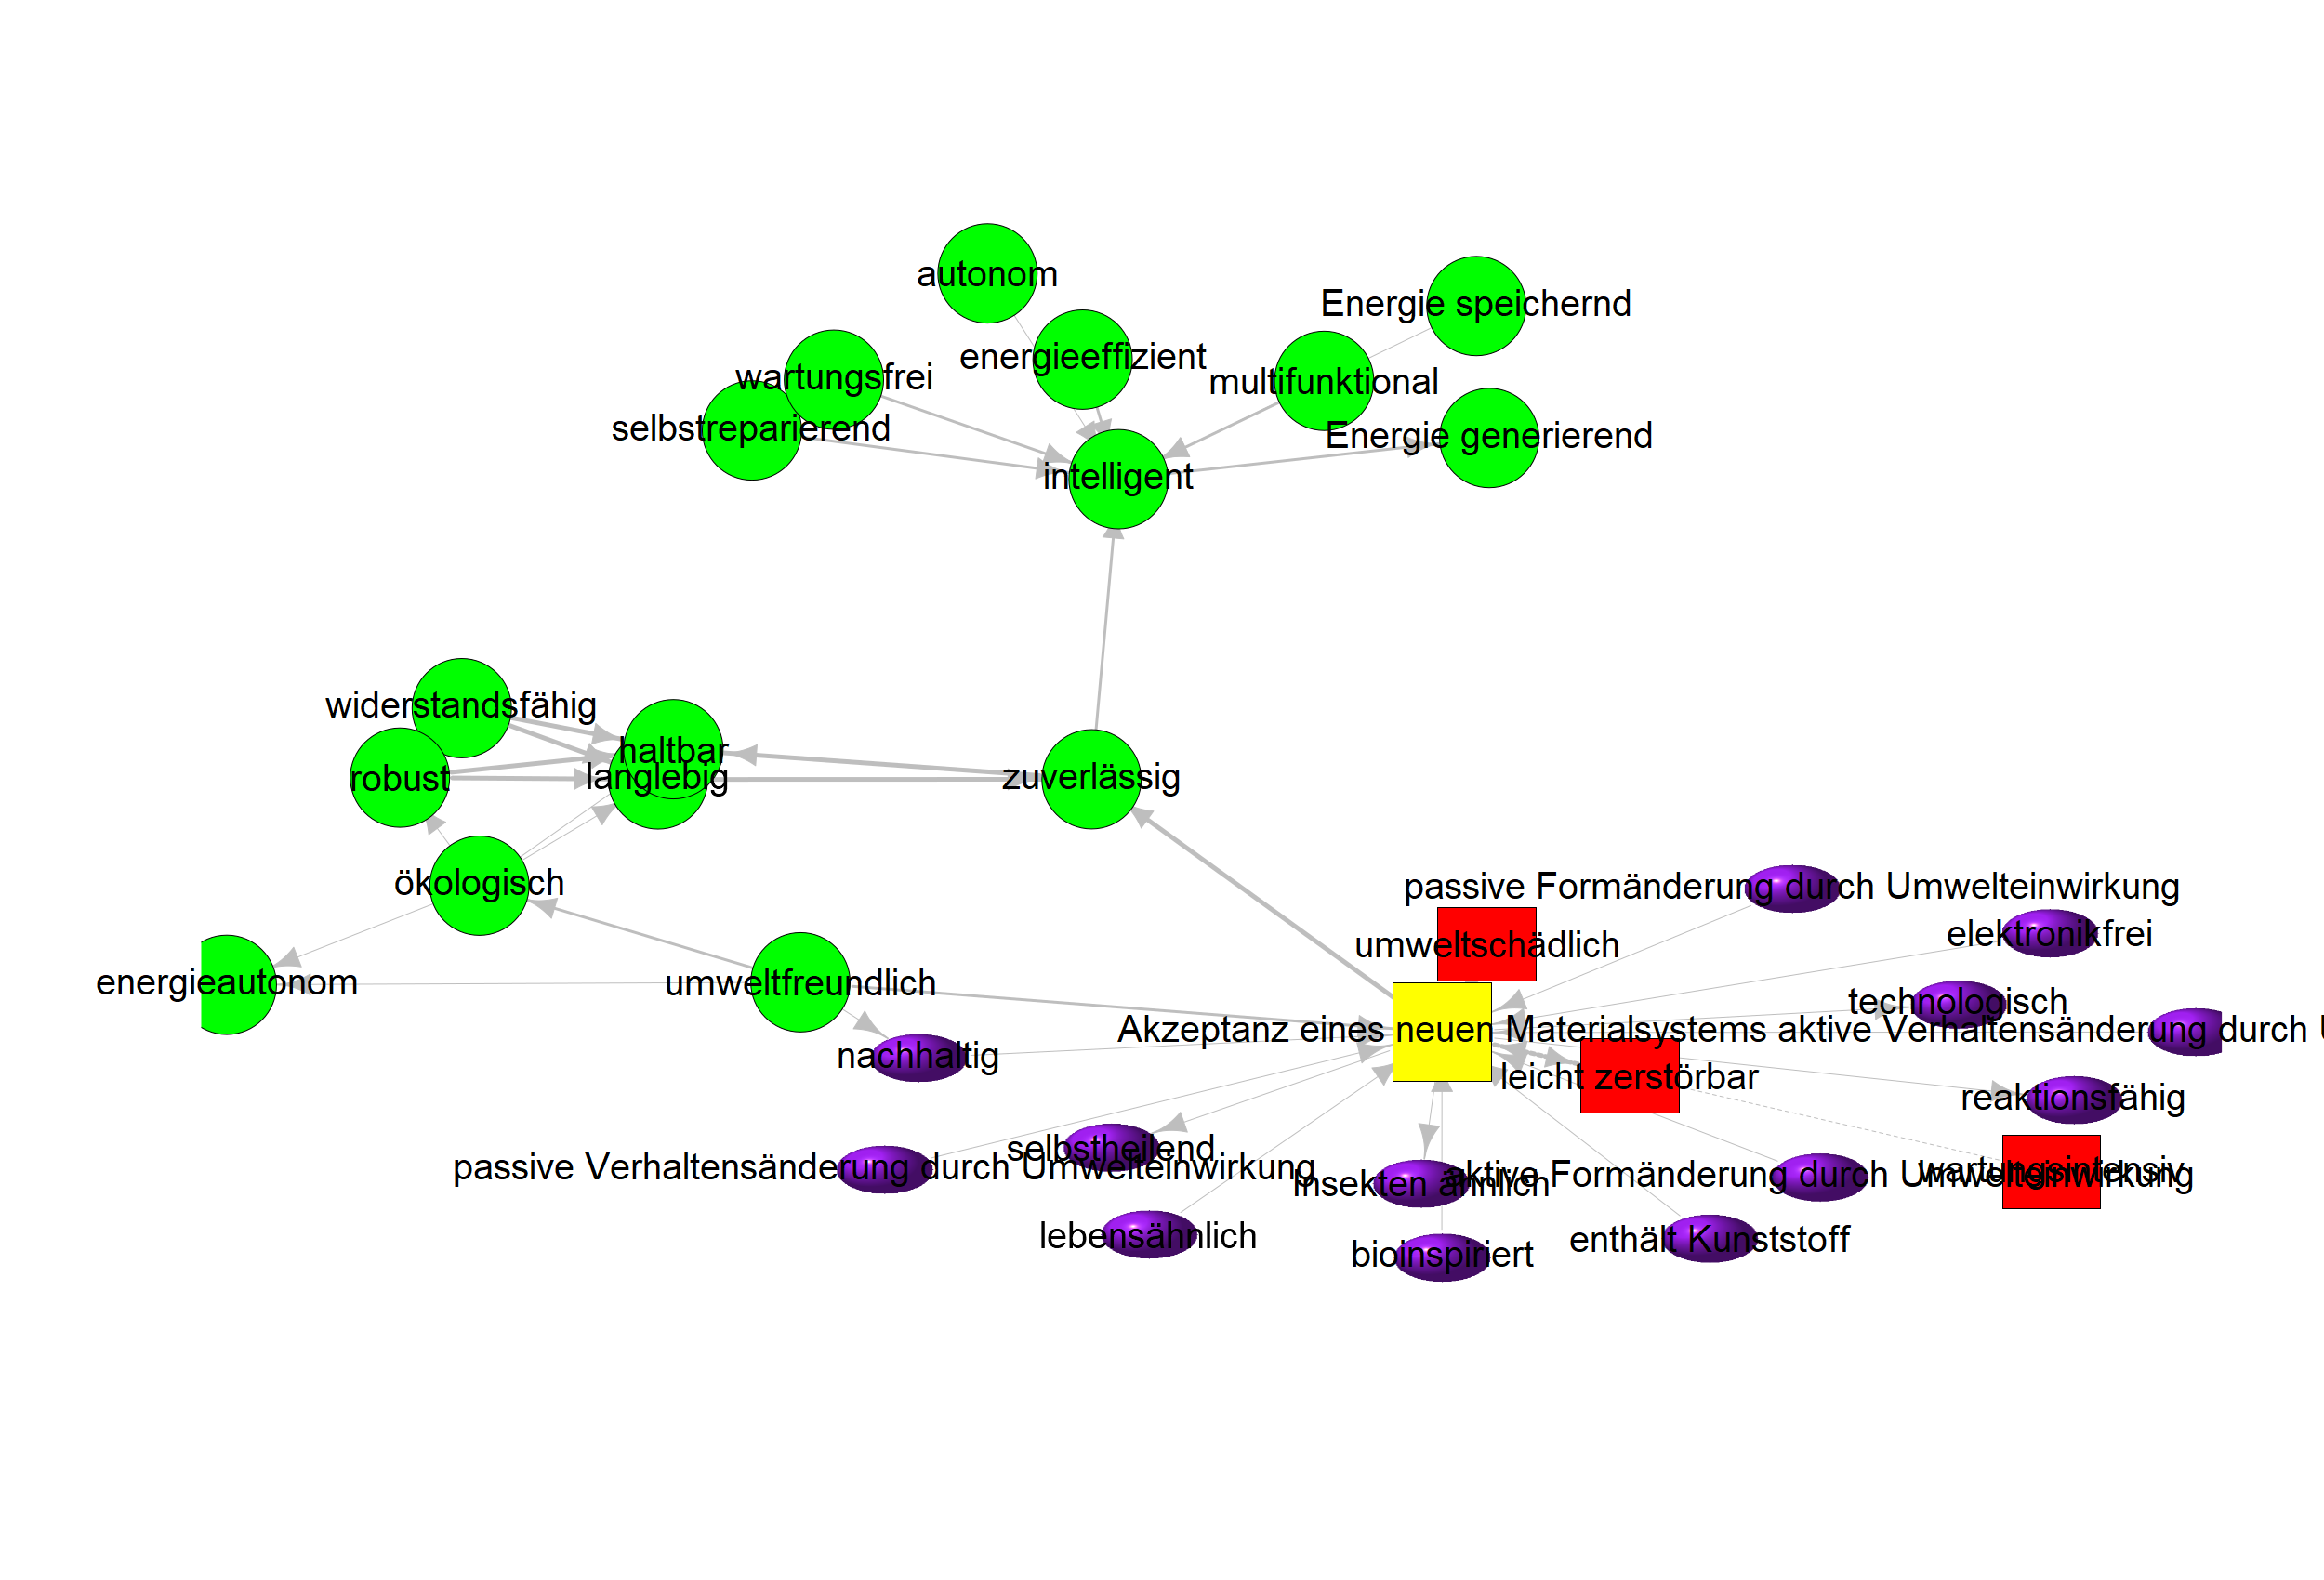 autonom
Energie speichernd
energieeffizient
wartungsfrei
multifunktional
selbstreparierend
Energie generierend
intelligent
widerstandsfähig
haltbar
robust
langlebig
zuverlässig
ökologisch
passive Formänderung durch Umwelteinwirkung
elektronikfrei
umweltschädlich
energieautonom
umweltfreundlich
technologisch
Akzeptanz eines neuen Materialsystems
aktive Verhaltensänderung durch U
nachhaltig
leicht zerstörbar
reaktionsfähig
selbstheilend
passive Verhaltensänderung durch Umwelteinwirkung
wartungsintensiv
Insekten ähnlich
aktive Formänderung durch Umwelteinwirkung
lebensähnlich
enthält Kunststoff
bioinspiriert